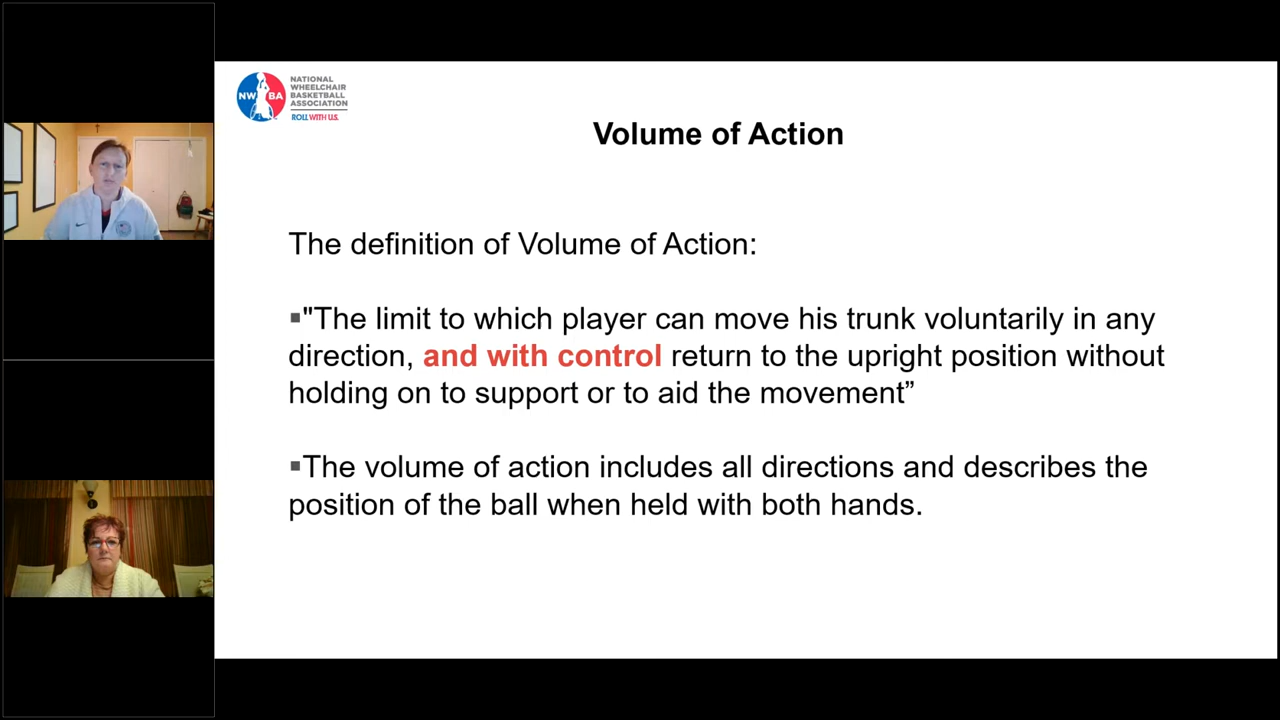 NWBA
NATIONAL
WHEELCHAIR
BASKETBALL
ASSOCIATION
ROLL WITH U.S.
Volume of Action
The definition of Volume of Action:
▪"The limit to which player can move his trunk voluntarily in any
direction, and with control return to the upright position without
holding on to support or to aid the movement”
▪The volume of action includes all directions and describes the
position of the ball when held with both hands.